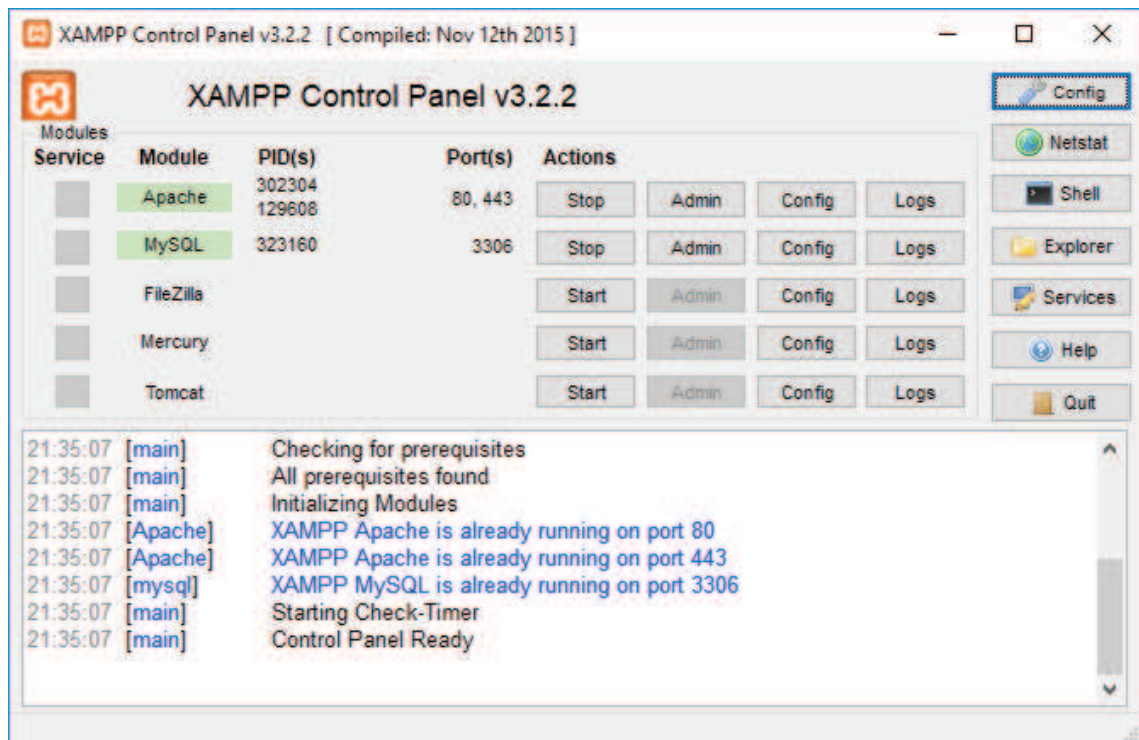 XAMPP Control Panel v3.2.2 [ Compiled: Nov 12th 2015 ]
XAMPP Control Panel v3.2.2
Config
Modules
Netstat
Service Module PID(s) Port(s) Actions
Apache 302304 129608 80, 443 Stop Admin Config Logs
Shell
MySQL 323160 3306 Stop Admin Config Logs
Explorer
FileZilla Start Admin Config Logs
Services
Mercury Start Admin Config Logs
Help
Tomcat Start Admin Config Logs
Quit
21:35:07 [main] Checking for prerequisites
21:35:07 [main] All prerequisites found
21:35:07 [main] Initializing Modules
21:35:07 [Apache] XAMPP Apache is already running on port 80
21:35:07 [Apache] XAMPP Apache is already running on port 443
21:35:07 [mysql] XAMPP MySQL is already running on port 3306
21:35:07 [main] Starting Check-Timer
21:35:07 [main] Control Panel Ready